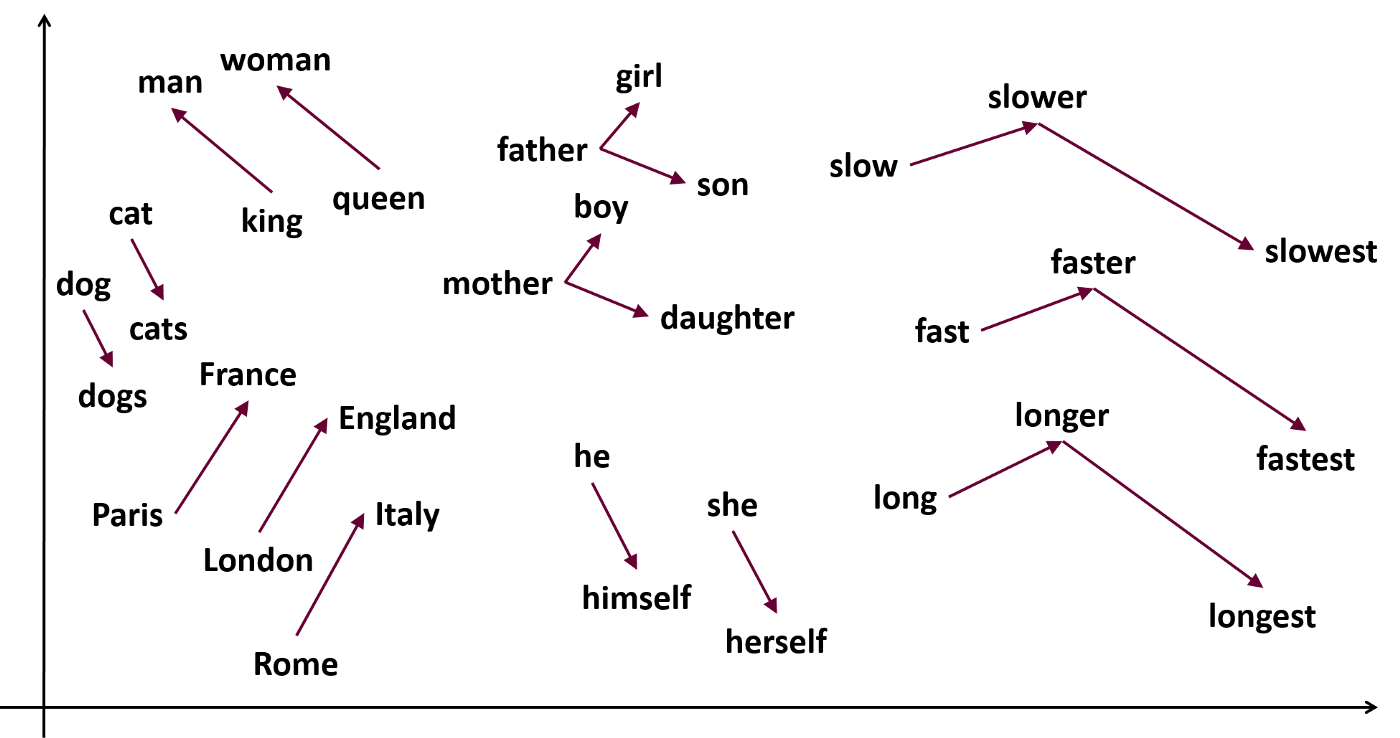 woman
man
king
queen
cat
cats
dog
dogs
France
Paris
England
London
Italy
Rome
girl
father
son
boy
mother
daughter
he
himself
she
herself
slower
slow
slowest
faster
fast
fastest
longer
long
longest